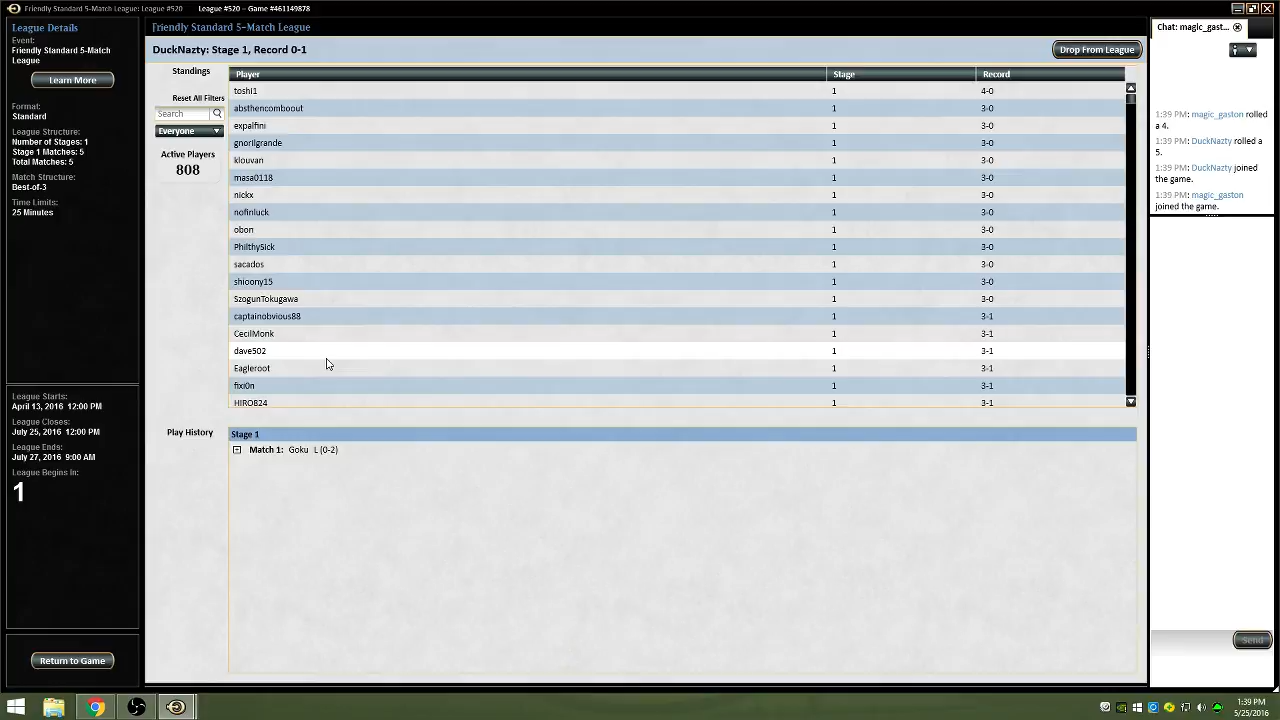 Friendly Standard 5-Match League: League #520
League #520 – Game #461149878
League Details
Event:
Friendly Standard 5-Match
League
Learn More
Format:
Standard
League Structure:
Number of Stages: 1
Stage 1 Matches: 5
Total Matches: 5
Match Structure:
Best-of-3
Time Limits:
25 Minutes
League Starts:
April 13, 2016 12:00 PM
League Closes:
July 25, 2016 12:00 PM
League Ends:
July 27, 2016 9:00 AM
League Begins In:
1
Return to Game
Friendly Standard 5-Match League
DuckNazty: Stage 1, Record 0-1
Drop From League
Standings
Reset All Filters
Search
Everyone
Active Players
808
Player Stage Record
toshi1 1 4-0
absthencomboout 1 3-0
expalfini 1 3-0
gnorilgrande 1 3-0
klouvan 1 3-0
masa0118 1 3-0
nickx 1 3-0
nofinluck 1 3-0
obon 1 3-0
PhilthySick 1 3-0
sacados 1 3-0
shioony15 1 3-0
SzogunTokugawa 1 3-0
captainobvious88 1 3-1
CecilMonk 1 3-1
dave502 1 3-1
Eagleroot 1 3-1
fixi0n 1 3-1
HIRO824 1 3-1
Play History
Stage 1
Match 1: Goku L (0-2)
Chat: magic_gast...
1:39 PM: magic_gaston rolled
a 4.
1:39 PM: DuckNazty rolled a
5.
1:39 PM: DuckNazty joined
the game.
1:39 PM: magic_gaston
joined the game.
Send
1:39 PM
5/25/2016